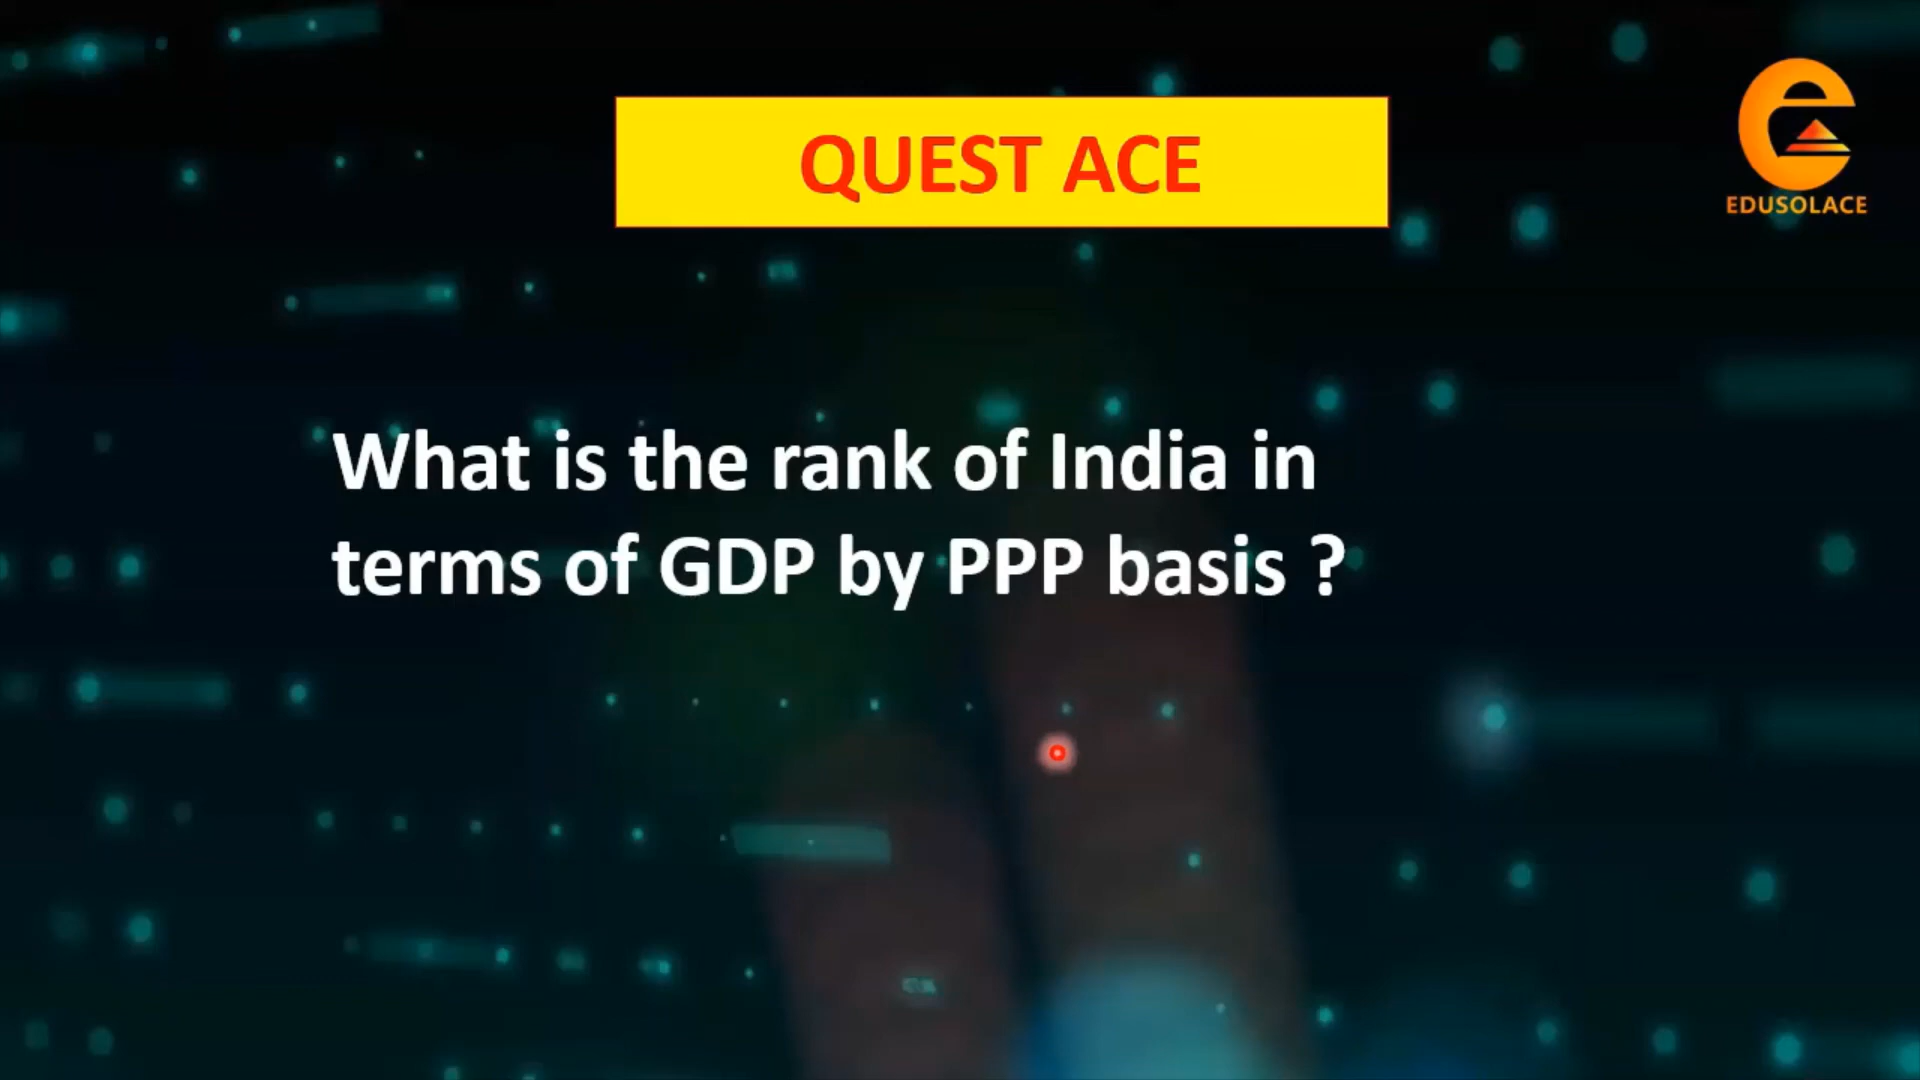 QUEST ACE
EDUSOLACE
What is the rank of India in
terms of GDP by PPP basis ?